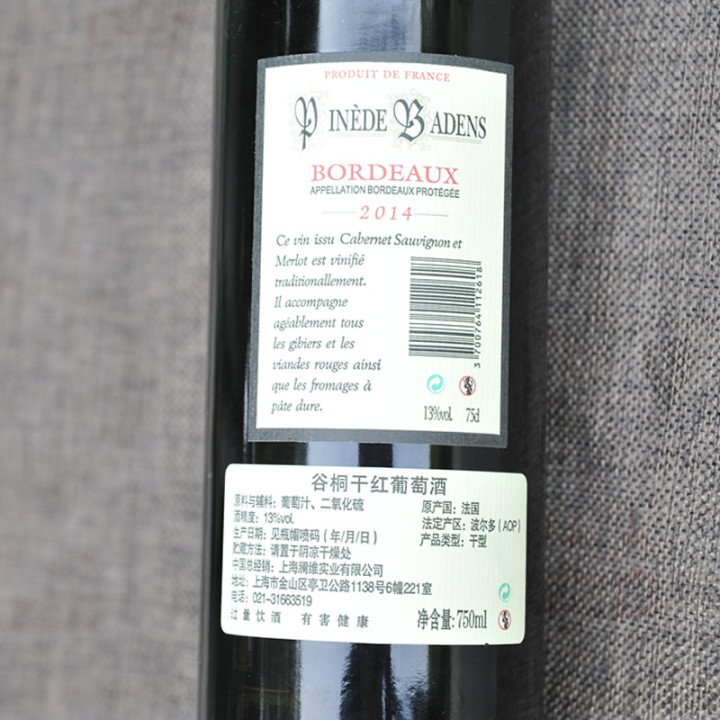 PRODUIT DE FRANCE
PINÈDE BADENS
BORDEAUX
APPELLATION BORDEAUX PROTÉGÉE
2014
Ce vin issu Cabernet Sauvignon et
Merlot est vinifié
traditionallement.
Il accompagne
agéablement tous
les gibiers et les
viandes rouges ainsi
que les fromages à
pâte dure.
3 700764 112618
13%vol. 75cl
谷桐干红葡萄酒
原料与辅料：葡萄汁、二氧化硫
原产国：法国
酒精度：13%vol.
法定产区：波尔多（AOP）
生产日期：见瓶帽喷码（年/月/日）
产品类型：干型
贮藏方法：请置于阴凉干燥处
中国总经销：上海澜维实业有限公司
地址：上海市金山区亭卫公路1138号6幢221室
电话：021-31663519
过量饮酒 有害健康
净含量：750ml